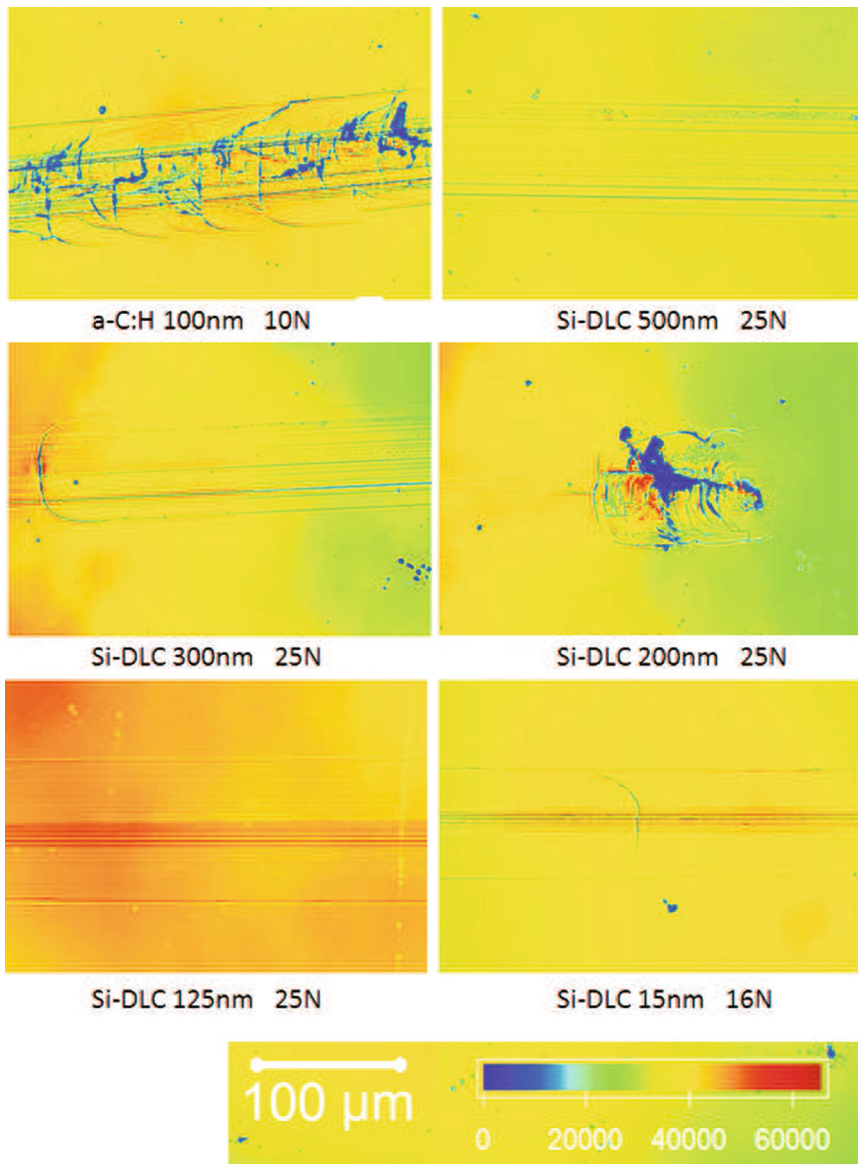 a-C:H 100nm 10N
Si-DLC 500nm 25N
Si-DLC 300nm 25N
Si-DLC 200nm 25N
Si-DLC 125nm 25N
Si-DLC 15nm 16N
100 µm
0 20000 40000 60000